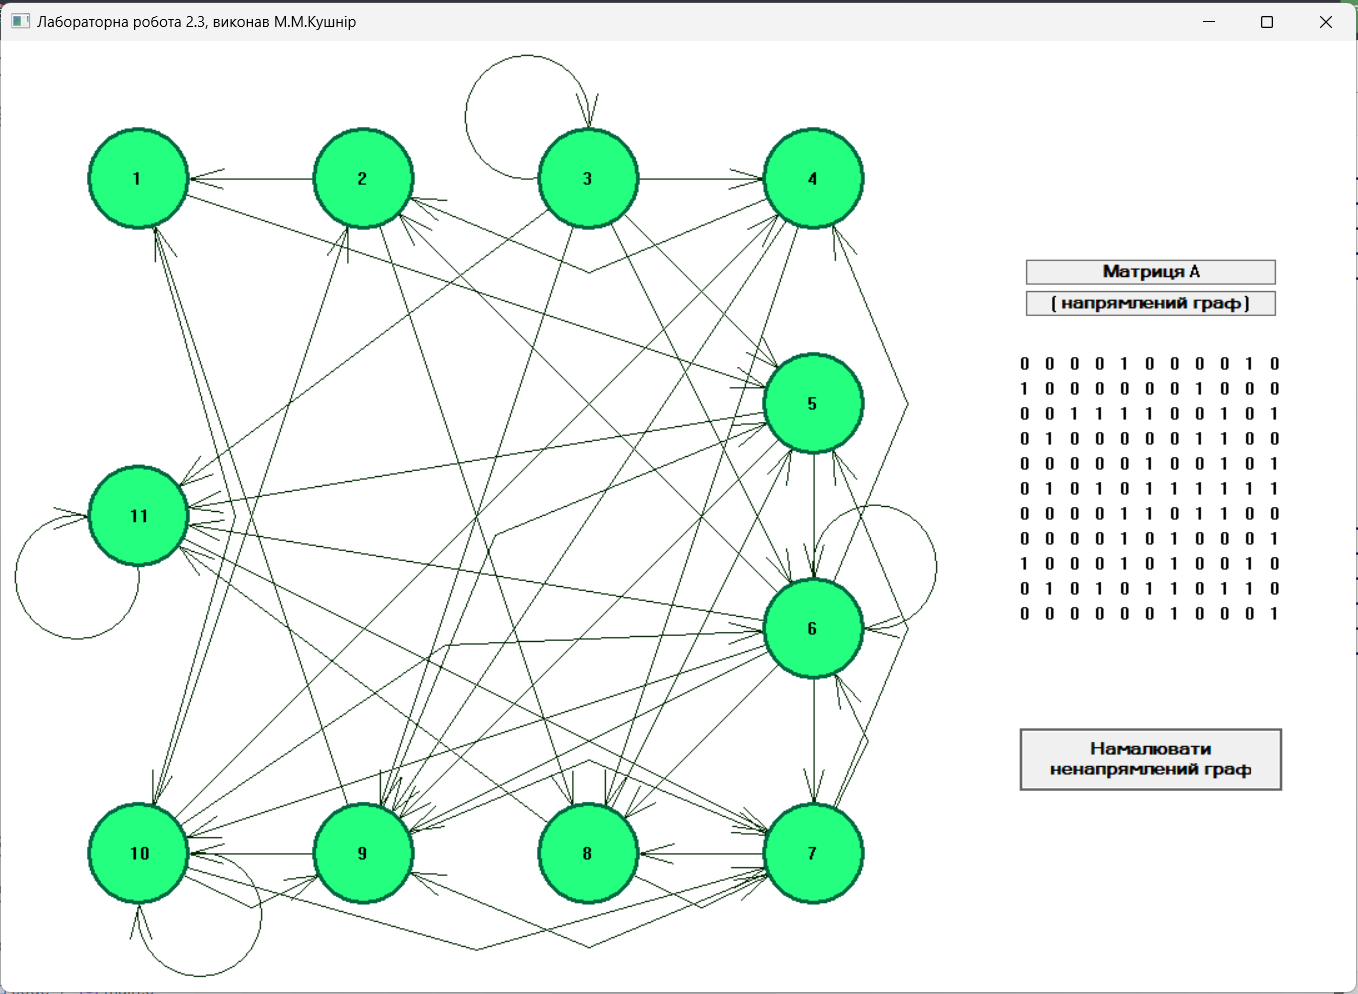 Лабораторна робота 2.3, виконав М.М.Кушнір
1 2 3 4
5
11
6
10 9 8 7
Матриця А
( напрямлений граф )
0 0 0 0 1 0 0 0 0 1 0
1 0 0 0 0 0 0 1 0 0 0
0 0 1 1 1 1 0 0 1 0 1
0 1 0 0 0 0 0 1 1 0 0
0 0 0 0 0 1 0 0 1 0 1
0 1 0 1 0 1 1 1 1 1 1
0 0 0 0 1 1 0 1 1 0 0
0 0 0 0 1 0 1 0 0 0 1
1 0 0 0 1 0 1 0 0 1 0
0 1 0 1 0 1 1 0 1 1 0
0 0 0 0 0 0 1 0 0 0 1
Намалювати
ненапрямлений граф